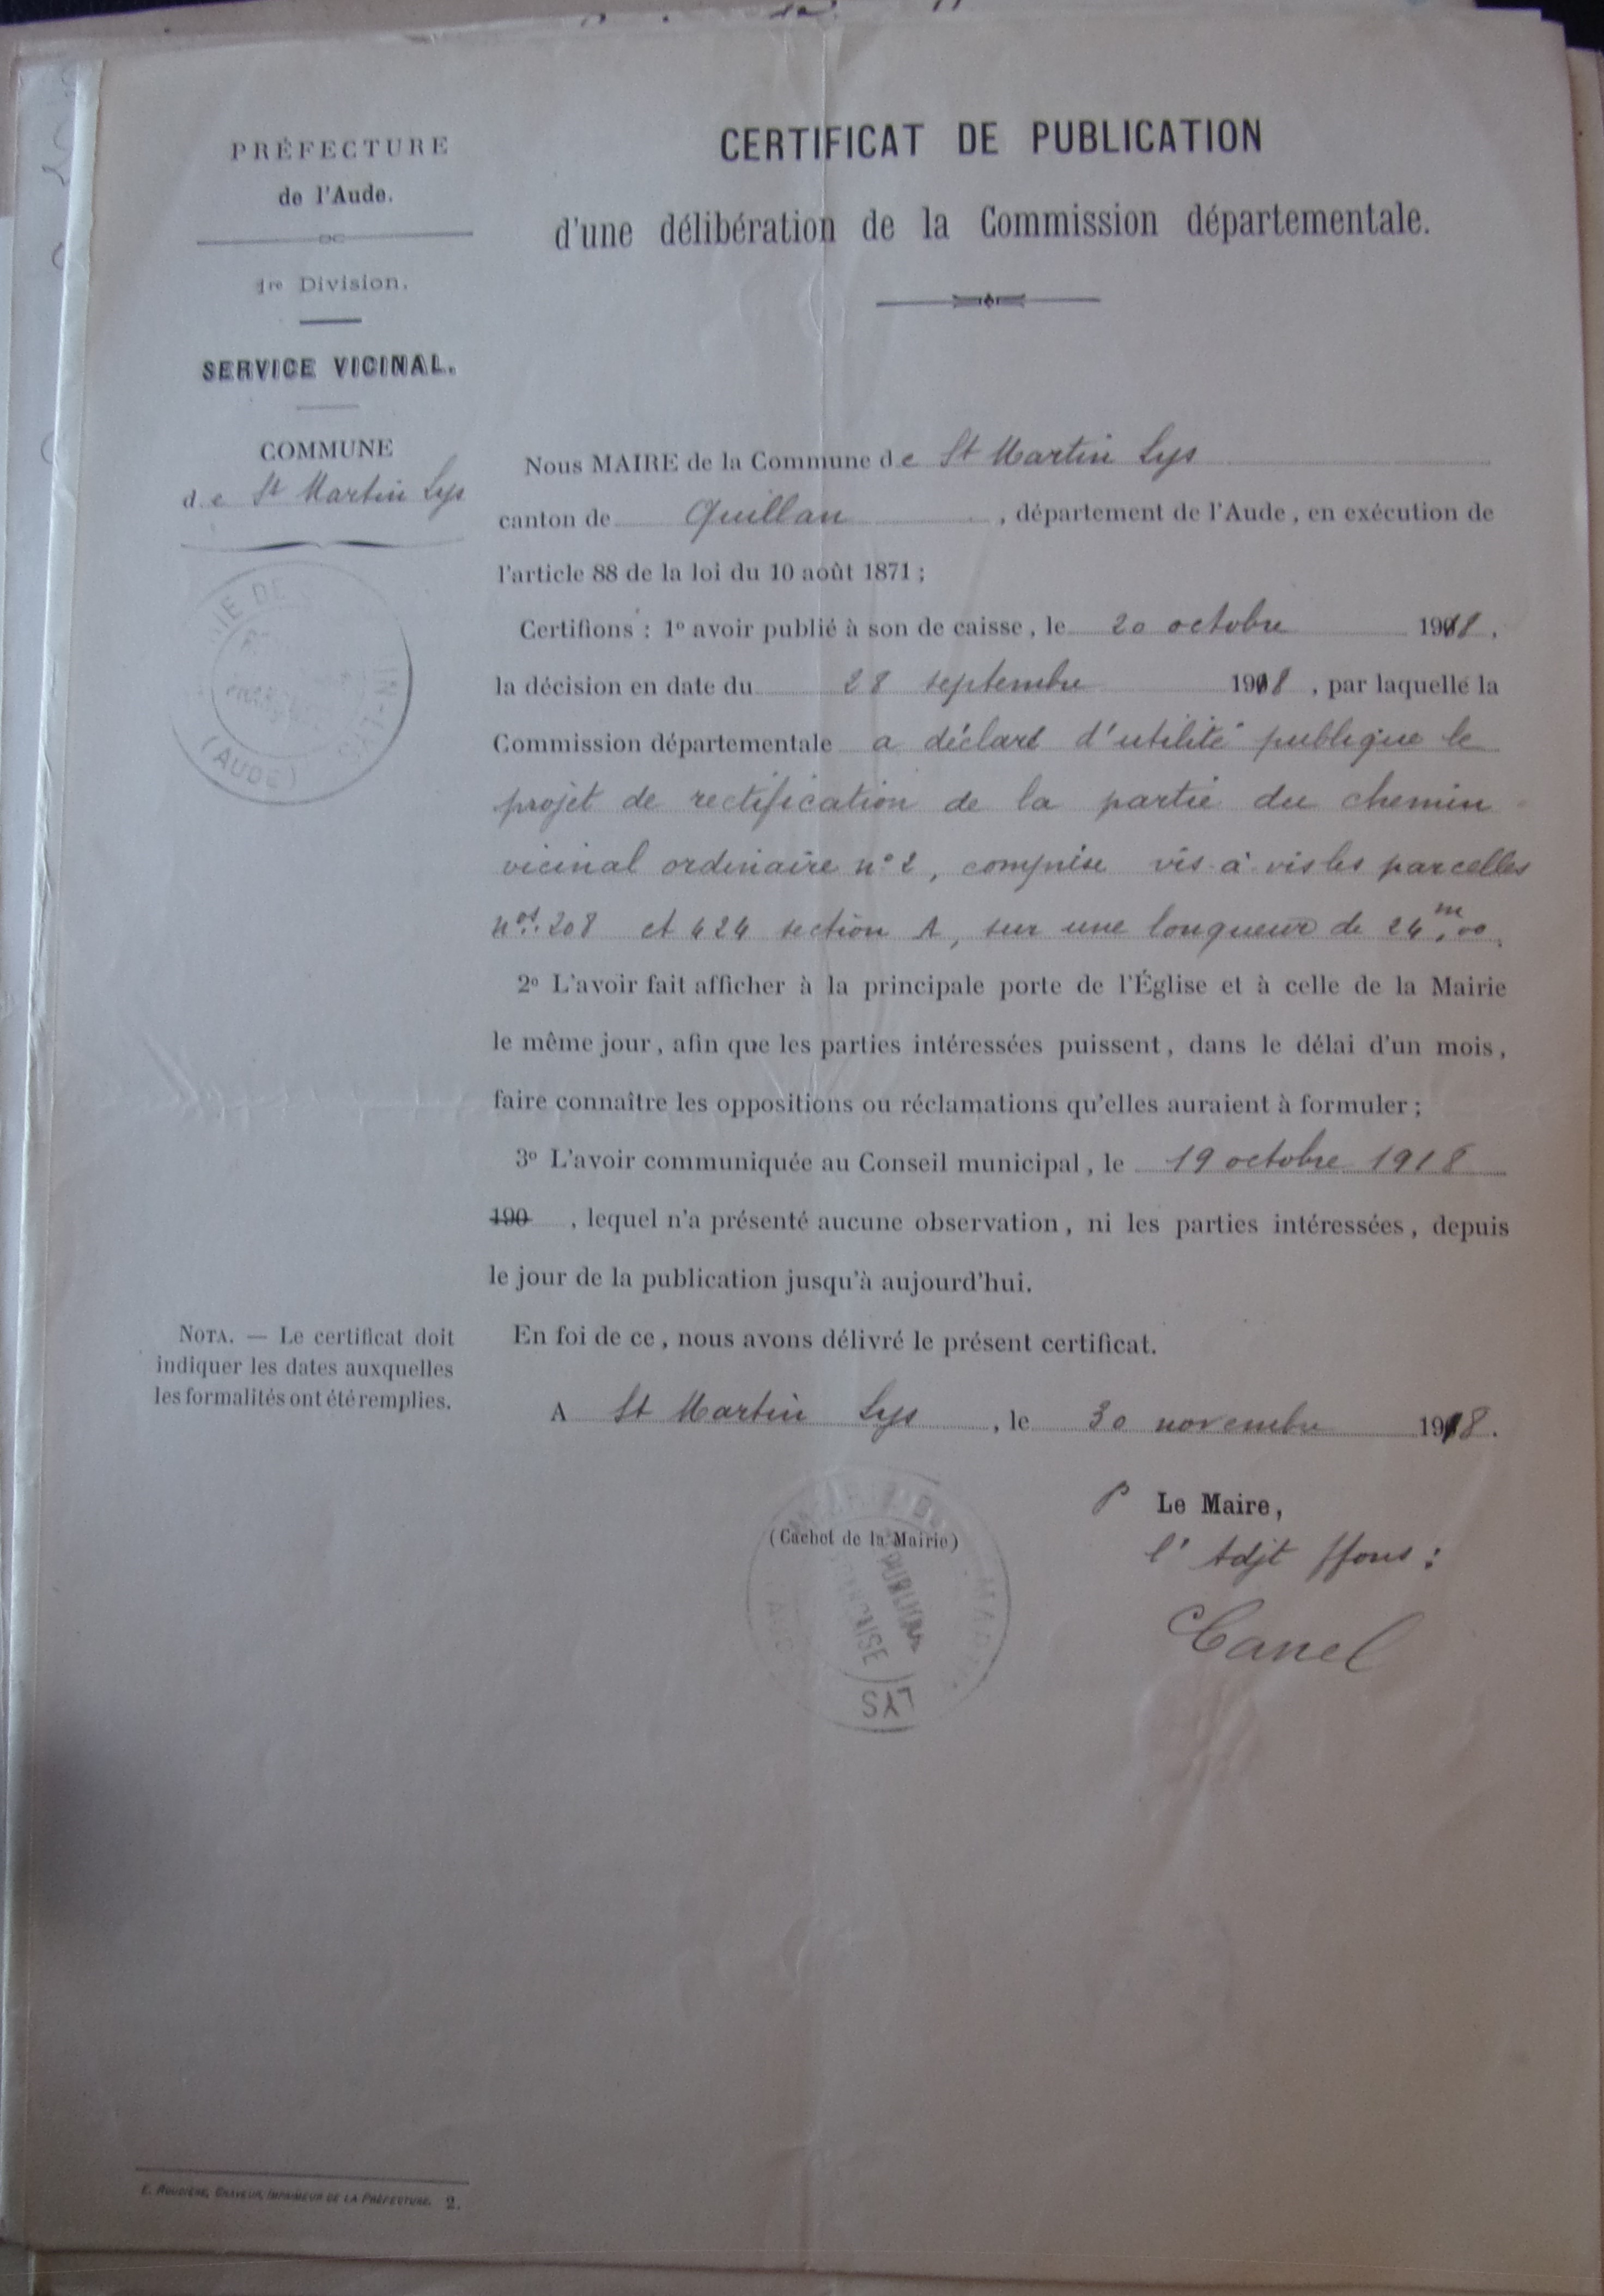 PRÉFECTURE
de l'Aude.
1re Division.
SERVICE VICINAL.
COMMUNE
de St Martin Lys
CERTIFICAT DE PUBLICATION
d'une délibération de la Commission départementale.
Nous MAIRE de la Commune de St Martin Lys
canton de Quillan, département de l'Aude, en exécution de
l'article 88 de la loi du 10 août 1871 ;
Certifions : 1º avoir publié à son de caisse, le 20 octobre 1918,
la décision en date du 28 septembre 1918, par laquelle la
Commission départementale a déclaré d'utilité publique le
projet de rectification de la partie du chemin
vicinal ordinaire nº 2, comprise vis à vis les parcelles
nos 208 et 424 section A, sur une longueur de 24m,00.
2º L'avoir fait afficher à la principale porte de l'Église et à celle de la Mairie
le même jour, afin que les parties intéressées puissent, dans le délai d'un mois,
faire connaître les oppositions ou réclamations qu'elles auraient à formuler ;
3º L'avoir communiquée au Conseil municipal, le 19 octobre 1918
190 , lequel n'a présenté aucune observation, ni les parties intéressées, depuis
le jour de la publication jusqu'à aujourd'hui.
En foi de ce, nous avons délivré le présent certificat.
A St Martin Lys, le 30 novembre 1918.
NOTA. — Le certificat doit
indiquer les dates auxquelles
les formalités ont été remplies.
P Le Maire,
l'Adjt ffons :
Canel
(Cachet de la Mairie)
LYS
(AUDE)
E. ROUDIÈRE, GRAVEUR, IMPRIMEUR DE LA PRÉFECTURE. 2.